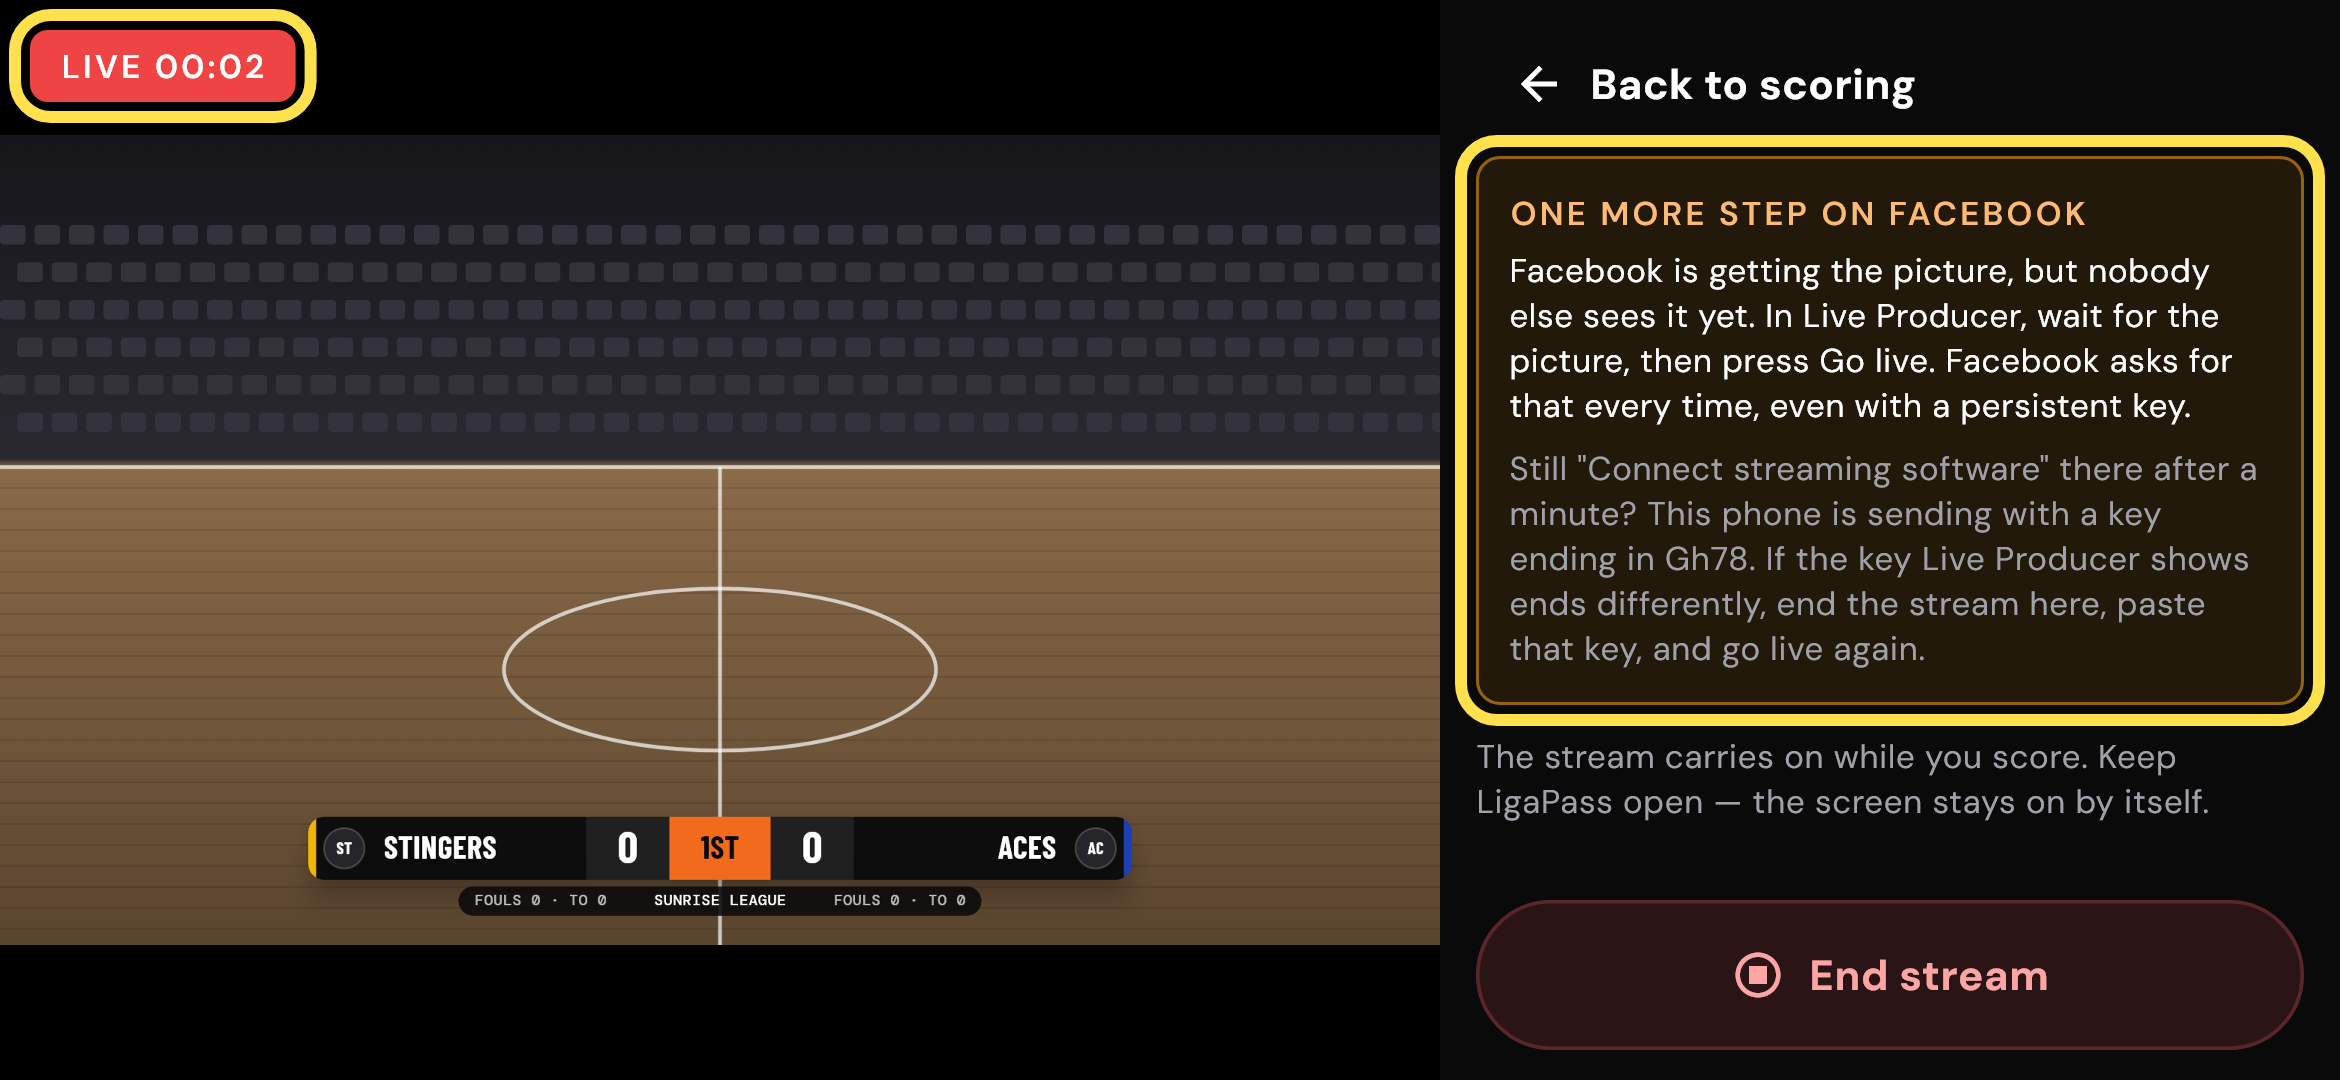 LIVE 00:02
ST STINGERS 0 1ST 0 ACES AC
FOULS 0 · TO 0 SUNRISE LEAGUE FOULS 0 · TO 0
Back to scoring
ONE MORE STEP ON FACEBOOK
Facebook is getting the picture, but nobody
else sees it yet. In Live Producer, wait for the
picture, then press Go live. Facebook asks for
that every time, even with a persistent key.
Still "Connect streaming software" there after a
minute? This phone is sending with a key
ending in Gh78. If the key Live Producer shows
ends differently, end the stream here, paste
that key, and go live again.
The stream carries on while you score. Keep
LigaPass open — the screen stays on by itself.
End stream